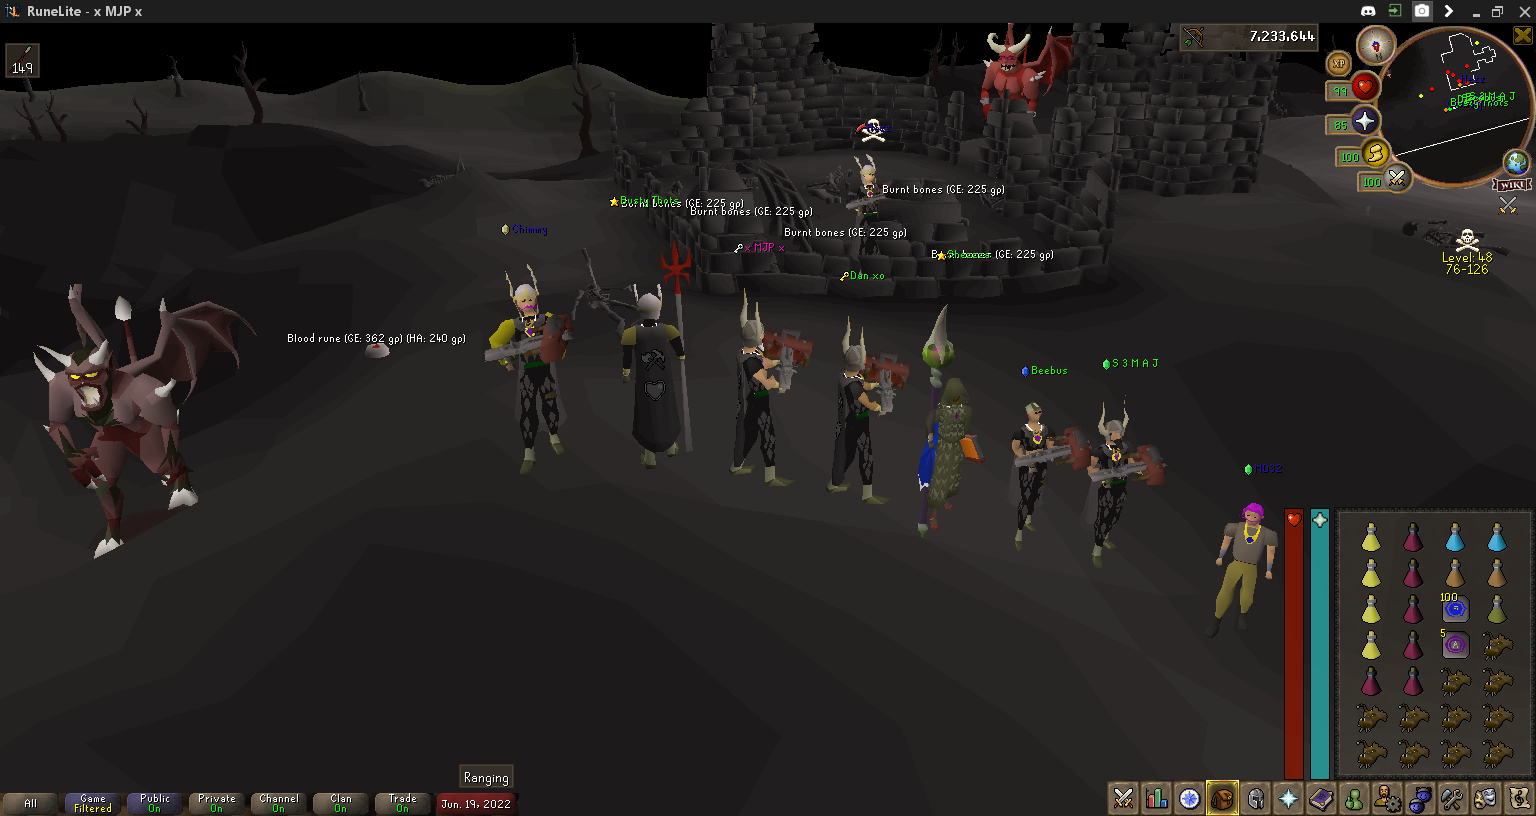 RuneLite - x MJP x
149
7,233,644
XP
99
85
100
100
WIKI
S 3 M A J
Level: 48
76-126
Burnt bones (GE: 225 gp)
Burnt bones (GE: 225 gp)
Burnt bones (GE: 225 gp)
Burnt bones (GE: 225 gp)
Chimmy
x MJP x
(GE: 225 gp)
Dan xo
Blood rune (GE: 362 gp) (HA: 240 gp)
Beebus
S 3 M A J
100
5
Ranging
All
Game
Filtered
Public
On
Private
On
Channel
On
Clan
On
Trade
On
Jun. 19, 2022